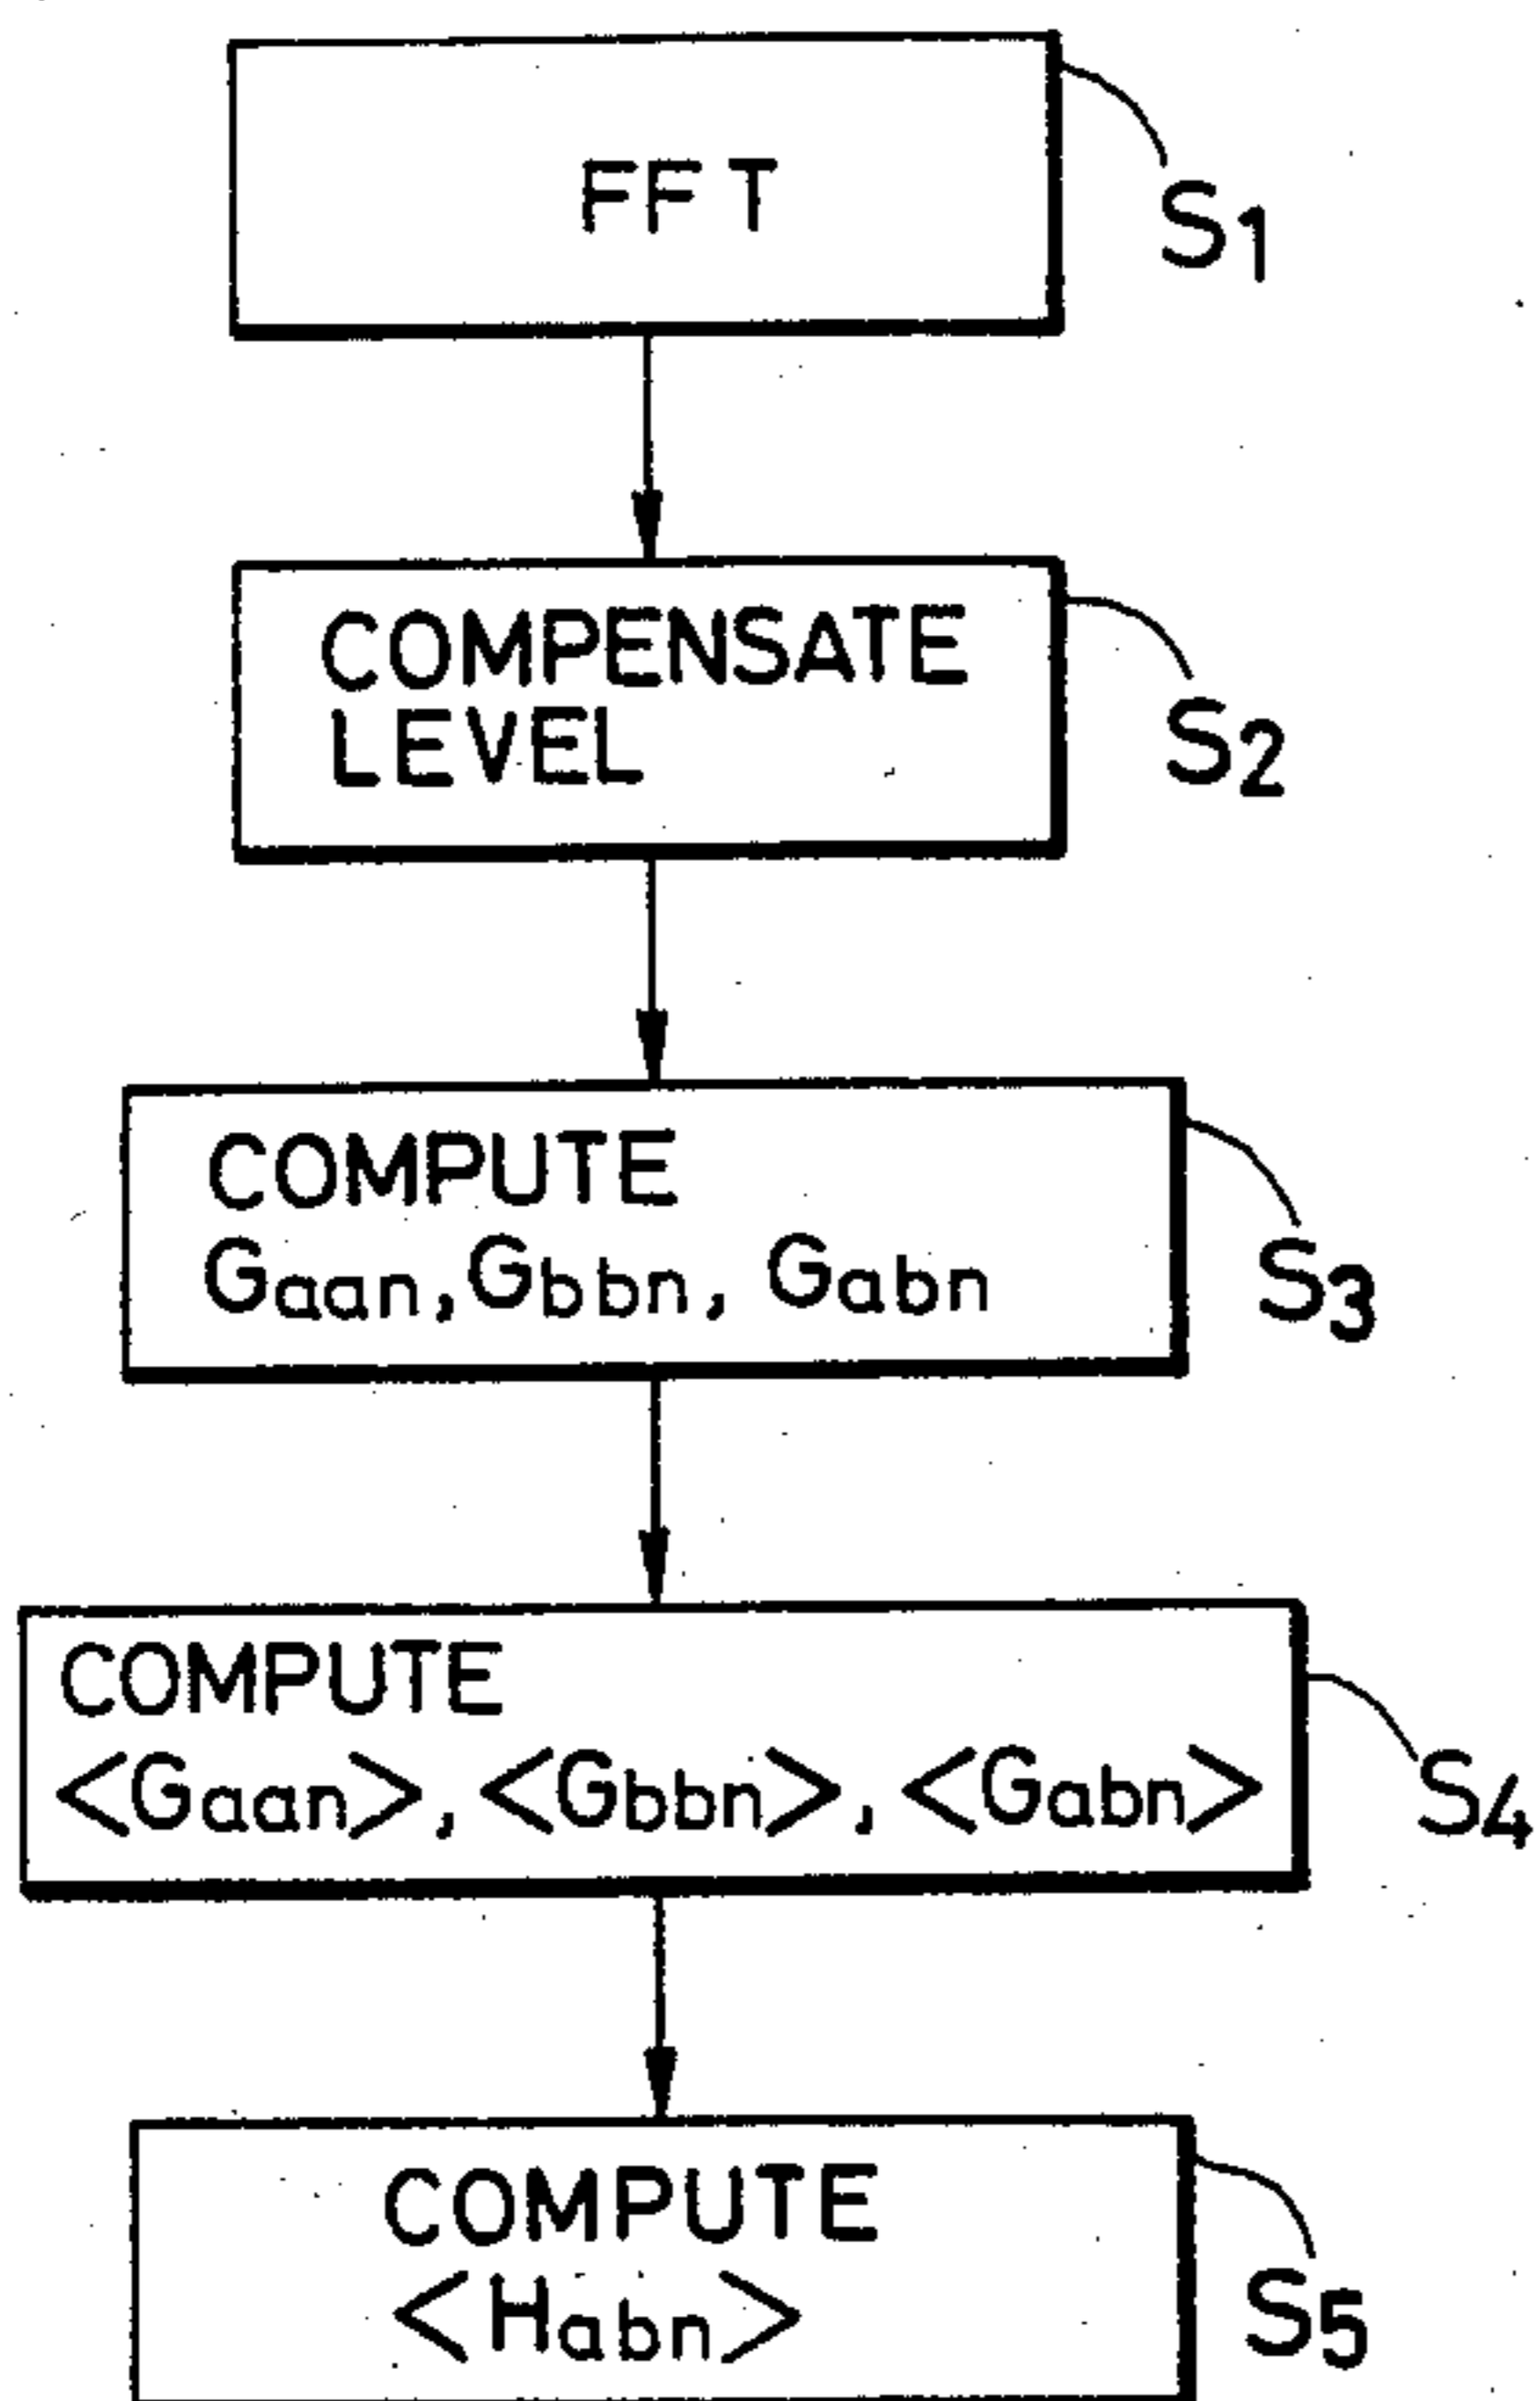 FFT
S1
COMPENSATE
LEVEL
S2
COMPUTE
Gaan, Gbbn, Gabn
S3
COMPUTE
<Gaan>, <Gbbn>, <Gabn>
S4
COMPUTE
<Habn>
S5